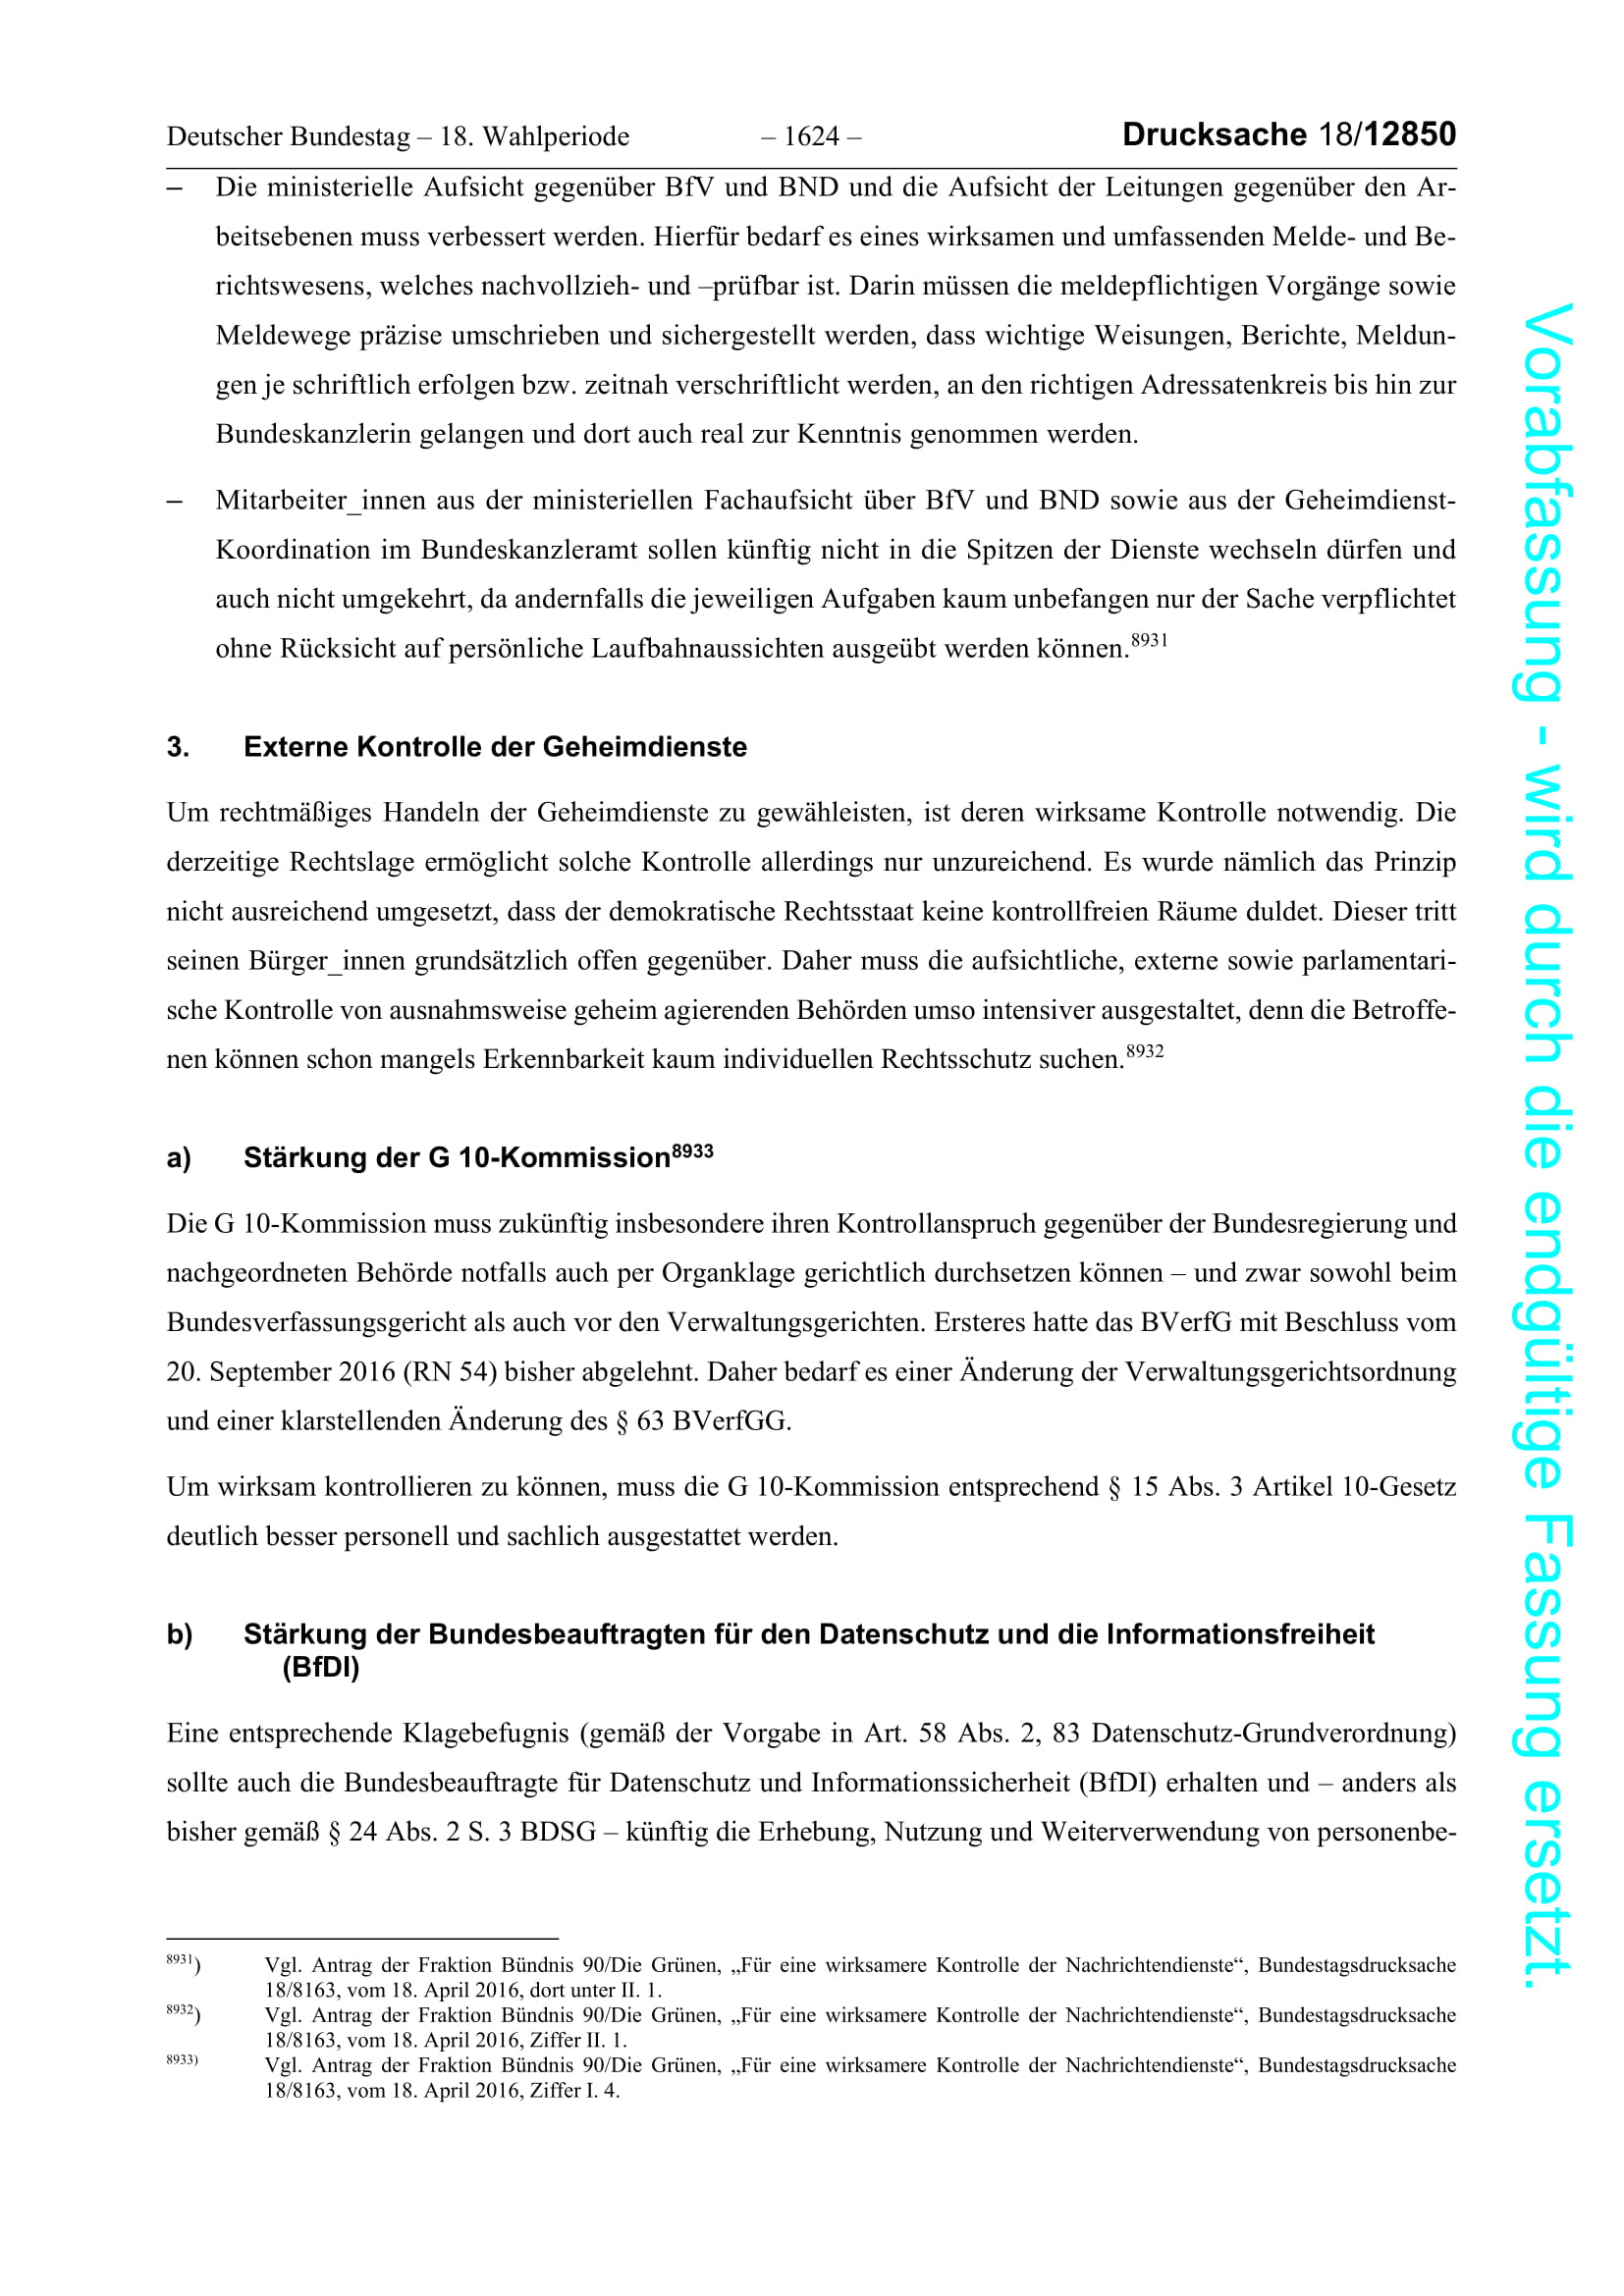 Deutscher Bundestag – 18. Wahlperiode – 1624 – Drucksache 18/12850
– Die ministerielle Aufsicht gegenüber BfV und BND und die Aufsicht der Leitungen gegenüber den Ar-
beitsebenen muss verbessert werden. Hierfür bedarf es eines wirksamen und umfassenden Melde- und Be-
richtswesens, welches nachvollzieh- und –prüfbar ist. Darin müssen die meldepflichtigen Vorgänge sowie
Meldewege präzise umschrieben und sichergestellt werden, dass wichtige Weisungen, Berichte, Meldun-
gen je schriftlich erfolgen bzw. zeitnah verschriftlicht werden, an den richtigen Adressatenkreis bis hin zur
Bundeskanzlerin gelangen und dort auch real zur Kenntnis genommen werden.
– Mitarbeiter_innen aus der ministeriellen Fachaufsicht über BfV und BND sowie aus der Geheimdienst-
Koordination im Bundeskanzleramt sollen künftig nicht in die Spitzen der Dienste wechseln dürfen und
auch nicht umgekehrt, da andernfalls die jeweiligen Aufgaben kaum unbefangen nur der Sache verpflichtet
ohne Rücksicht auf persönliche Laufbahnaussichten ausgeübt werden können.8931
3. Externe Kontrolle der Geheimdienste
Um rechtmäßiges Handeln der Geheimdienste zu gewährleisten, ist deren wirksame Kontrolle notwendig. Die
derzeitige Rechtslage ermöglicht solche Kontrolle allerdings nur unzureichend. Es wurde nämlich das Prinzip
nicht ausreichend umgesetzt, dass der demokratische Rechtsstaat keine kontrollfreien Räume duldet. Dieser tritt
seinen Bürger_innen grundsätzlich offen gegenüber. Daher muss die aufsichtliche, externe sowie parlamentari-
sche Kontrolle von ausnahmsweise geheim agierenden Behörden umso intensiver ausgestaltet, denn die Betroffe-
nen können schon mangels Erkennbarkeit kaum individuellen Rechtsschutz suchen.8932
a) Stärkung der G 10-Kommission8933
Die G 10-Kommission muss zukünftig insbesondere ihren Kontrollanspruch gegenüber der Bundesregierung und
nachgeordneten Behörde notfalls auch per Organklage gerichtlich durchsetzen können – und zwar sowohl beim
Bundesverfassungsgericht als auch vor den Verwaltungsgerichten. Ersteres hatte das BVerfG mit Beschluss vom
20. September 2016 (RN 54) bisher abgelehnt. Daher bedarf es einer Änderung der Verwaltungsgerichtsordnung
und einer klarstellenden Änderung des § 63 BVerfGG.
Um wirksam kontrollieren zu können, muss die G 10-Kommission entsprechend § 15 Abs. 3 Artikel 10-Gesetz
deutlich besser personell und sachlich ausgestattet werden.
b) Stärkung der Bundesbeauftragten für den Datenschutz und die Informationsfreiheit
(BfDI)
Eine entsprechende Klagebefugnis (gemäß der Vorgabe in Art. 58 Abs. 2, 83 Datenschutz-Grundverordnung)
sollte auch die Bundesbeauftragte für Datenschutz und Informationssicherheit (BfDI) erhalten und – anders als
bisher gemäß § 24 Abs. 2 S. 3 BDSG – künftig die Erhebung, Nutzung und Weiterverwendung von personenbe-
8931) Vgl. Antrag der Fraktion Bündnis 90/Die Grünen, „Für eine wirksamere Kontrolle der Nachrichtendienste“, Bundestagsdrucksache
18/8163, vom 18. April 2016, dort unter II. 1.
8932) Vgl. Antrag der Fraktion Bündnis 90/Die Grünen, „Für eine wirksamere Kontrolle der Nachrichtendienste“, Bundestagsdrucksache
18/8163, vom 18. April 2016, Ziffer II. 1.
8933) Vgl. Antrag der Fraktion Bündnis 90/Die Grünen, „Für eine wirksamere Kontrolle der Nachrichtendienste“, Bundestagsdrucksache
18/8163, vom 18. April 2016, Ziffer I. 4.
Vorabfassung - wird durch die endgültige Fassung ersetzt.